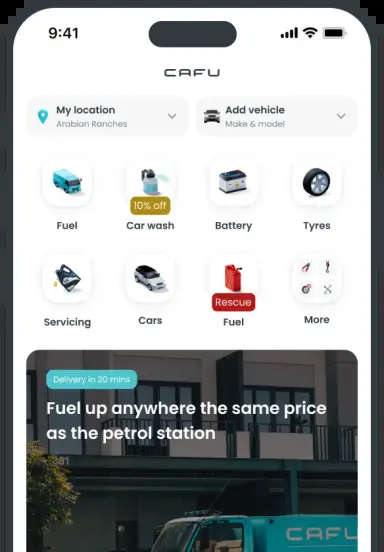 9:41
CAFU
My location
Arabian Ranches
Add vehicle
Make & model
10% off
Fuel
Car wash
Battery
Tyres
Rescue
Servicing
Cars
Fuel
More
Delivery in 20 mins
Fuel up anywhere the same price
as the petrol station
CAFU